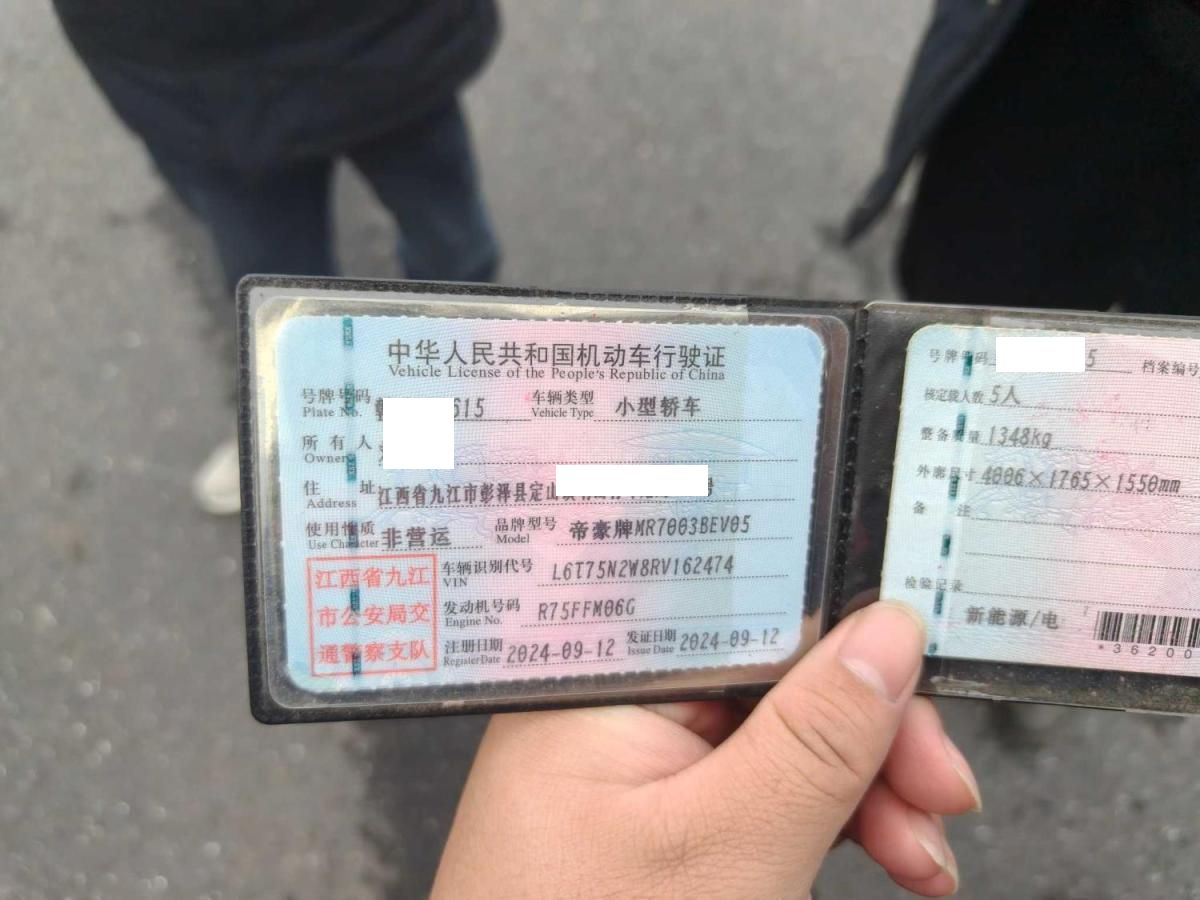 中华人民共和国机动车行驶证
Vehicle License of the People's Republic of China
号牌号码 615 车辆类型 小型轿车
Plate No. Vehicle Type
所有人
Owner
住址 江西省九江市彭泽县定山
Address
使用性质 非营运 品牌型号 帝豪牌MR7003BEV05
Use Character Model
车辆识别代号 L6T75N2W8RV162474
VIN
发动机号码 R75FFM06G
Engine No.
注册日期 2024-09-12 发证日期 2024-09-12
Register Date Issue Date
江西省九江
市公安局交
通警察支队
号牌号码 5 档案编号
核定载人数 5人
整备质量 1348kg
外廓尺寸 4006×1765×1550mm
备注
检验记录
新能源/电
*36200